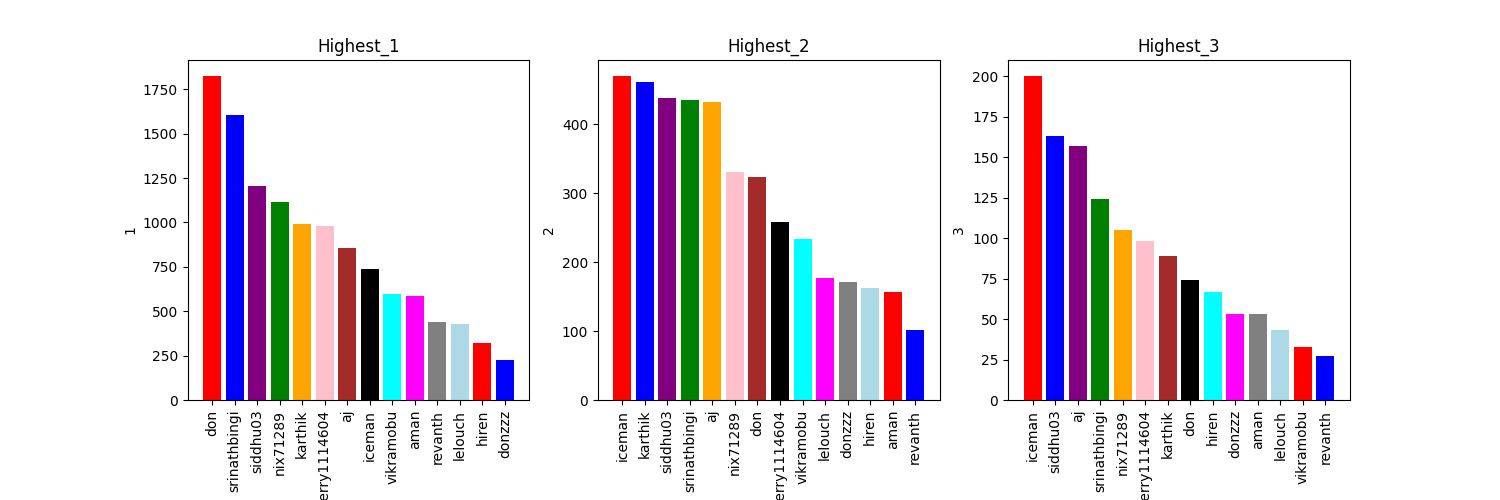 Highest_1
1
1750
1500
1250
1000
750
500
250
0
don
srinathbingi
siddhu03
nix71289
karthik
erry1114604
aj
iceman
vikramobu
aman
revanth
lelouch
hiren
donzzz
Highest_2
2
400
300
200
100
0
iceman
karthik
siddhu03
srinathbingi
aj
nix71289
don
erry1114604
vikramobu
lelouch
donzzz
hiren
aman
revanth
Highest_3
3
200
175
150
125
100
75
50
25
0
iceman
siddhu03
aj
srinathbingi
nix71289
erry1114604
karthik
don
hiren
donzzz
aman
lelouch
vikramobu
revanth